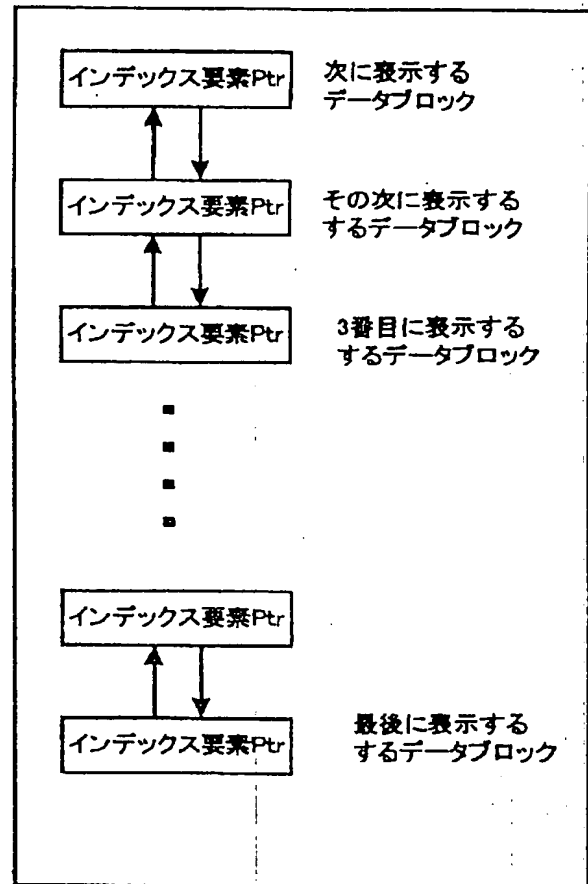 インデックス要素Ptr
次に表示する
データブロック
インデックス要素Ptr
その次に表示する
するデータブロック
インデックス要素Ptr
3番目に表示する
するデータブロック
インデックス要素Ptr
インデックス要素Ptr
最後に表示する
するデータブロック